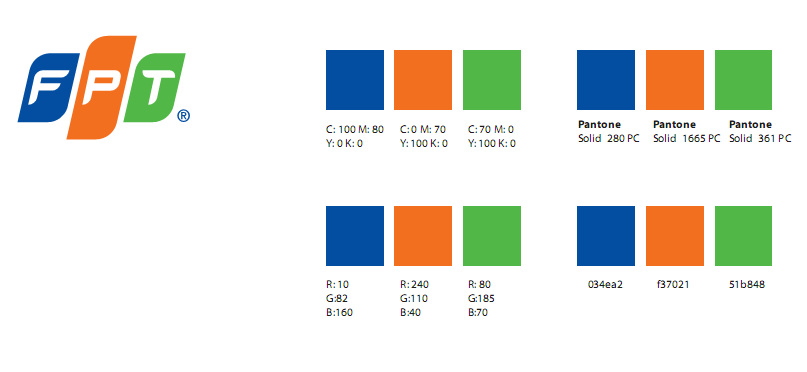 FPT®
C: 100 M: 80
Y: 0 K: 0
C: 0 M: 70
Y: 100 K: 0
C: 70 M: 0
Y: 100 K: 0
Pantone
Solid 280 PC
Pantone
Solid 1665 PC
Pantone
Solid 361 PC
R: 10
G:82
B:160
R: 240
G:110
B:40
R: 80
G:185
B:70
034ea2
f37021
51b848